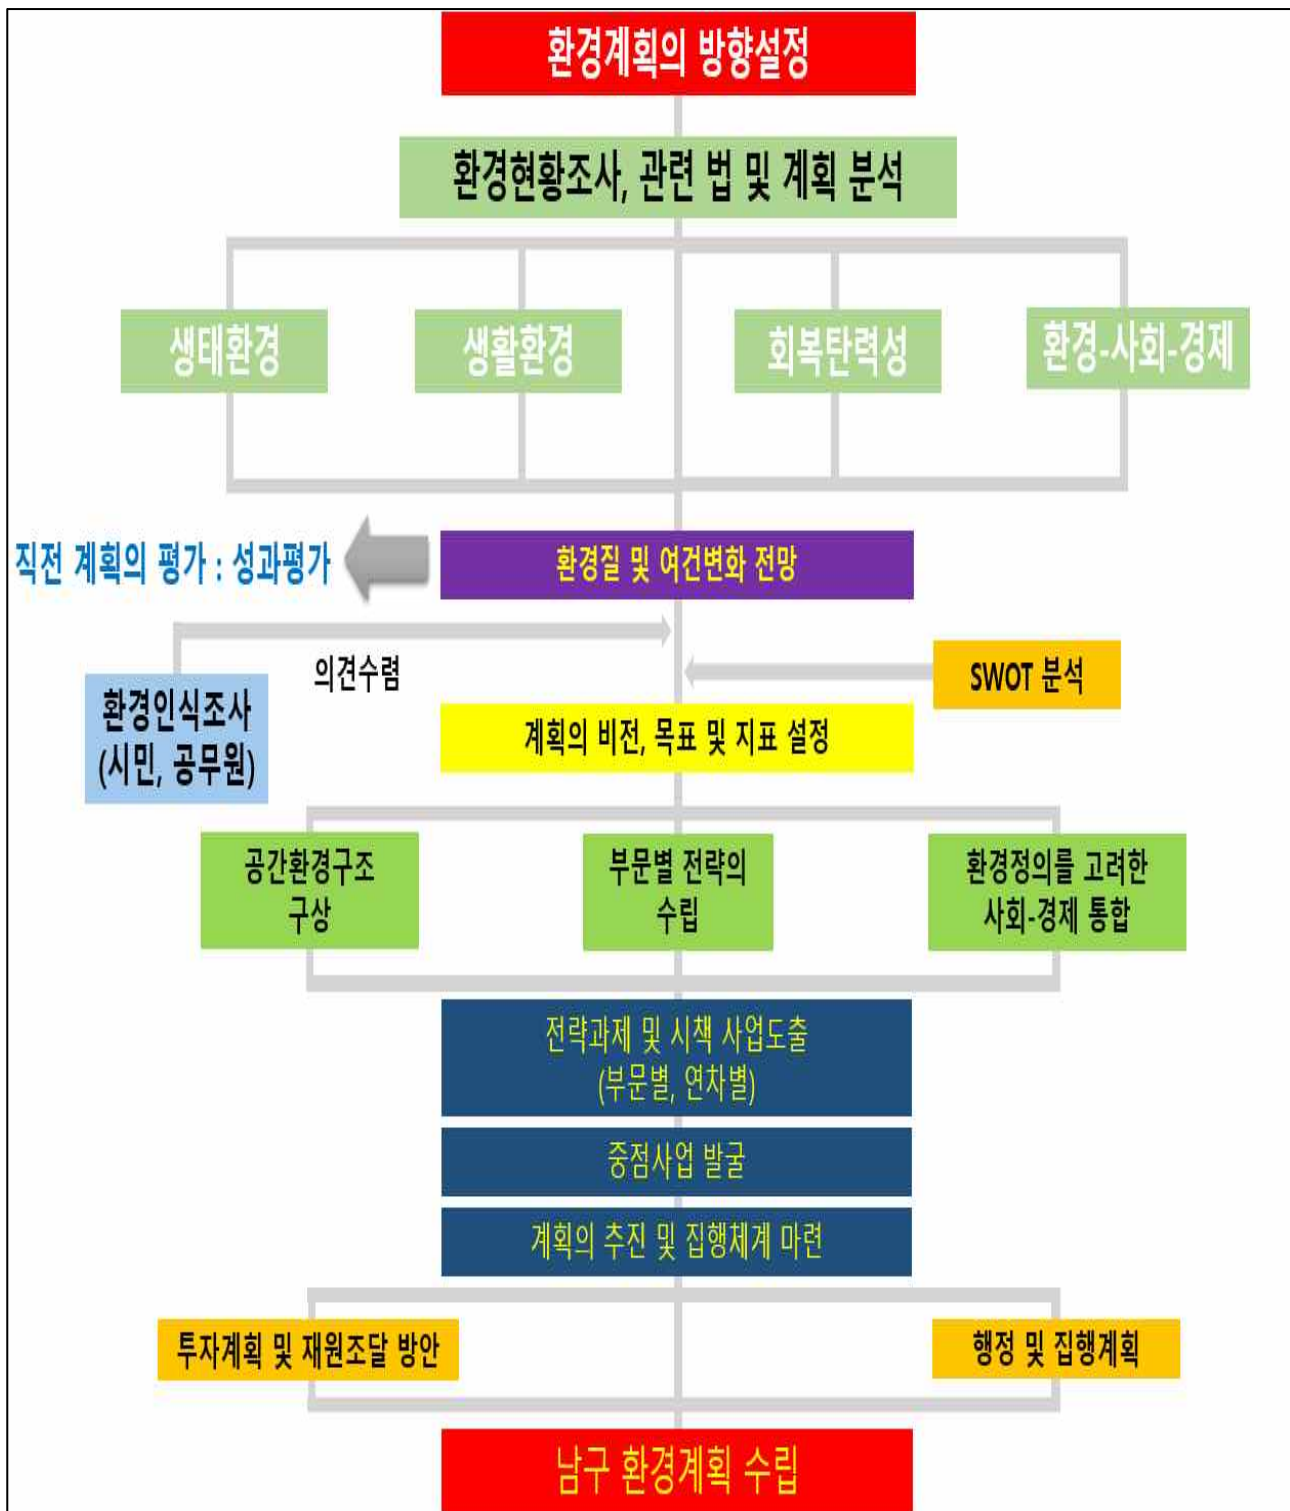 환경계획의 방향설정
환경현황조사, 관련 법 및 계획 분석
생태환경
생활환경
회복탄력성
환경-사회-경제
직전 계획의 평가 : 성과평가
환경질 및 여건변화 전망
의견수렴
환경인식조사
(시민, 공무원)
SWOT 분석
계획의 비전, 목표 및 지표 설정
공간환경구조
구상
부문별 전략의
수립
환경정의를 고려한
사회-경제 통합
전략과제 및 시책 사업도출
(부문별, 연차별)
중점사업 발굴
계획의 추진 및 집행체계 마련
투자계획 및 재원조달 방안
행정 및 집행계획
남구 환경계획 수립